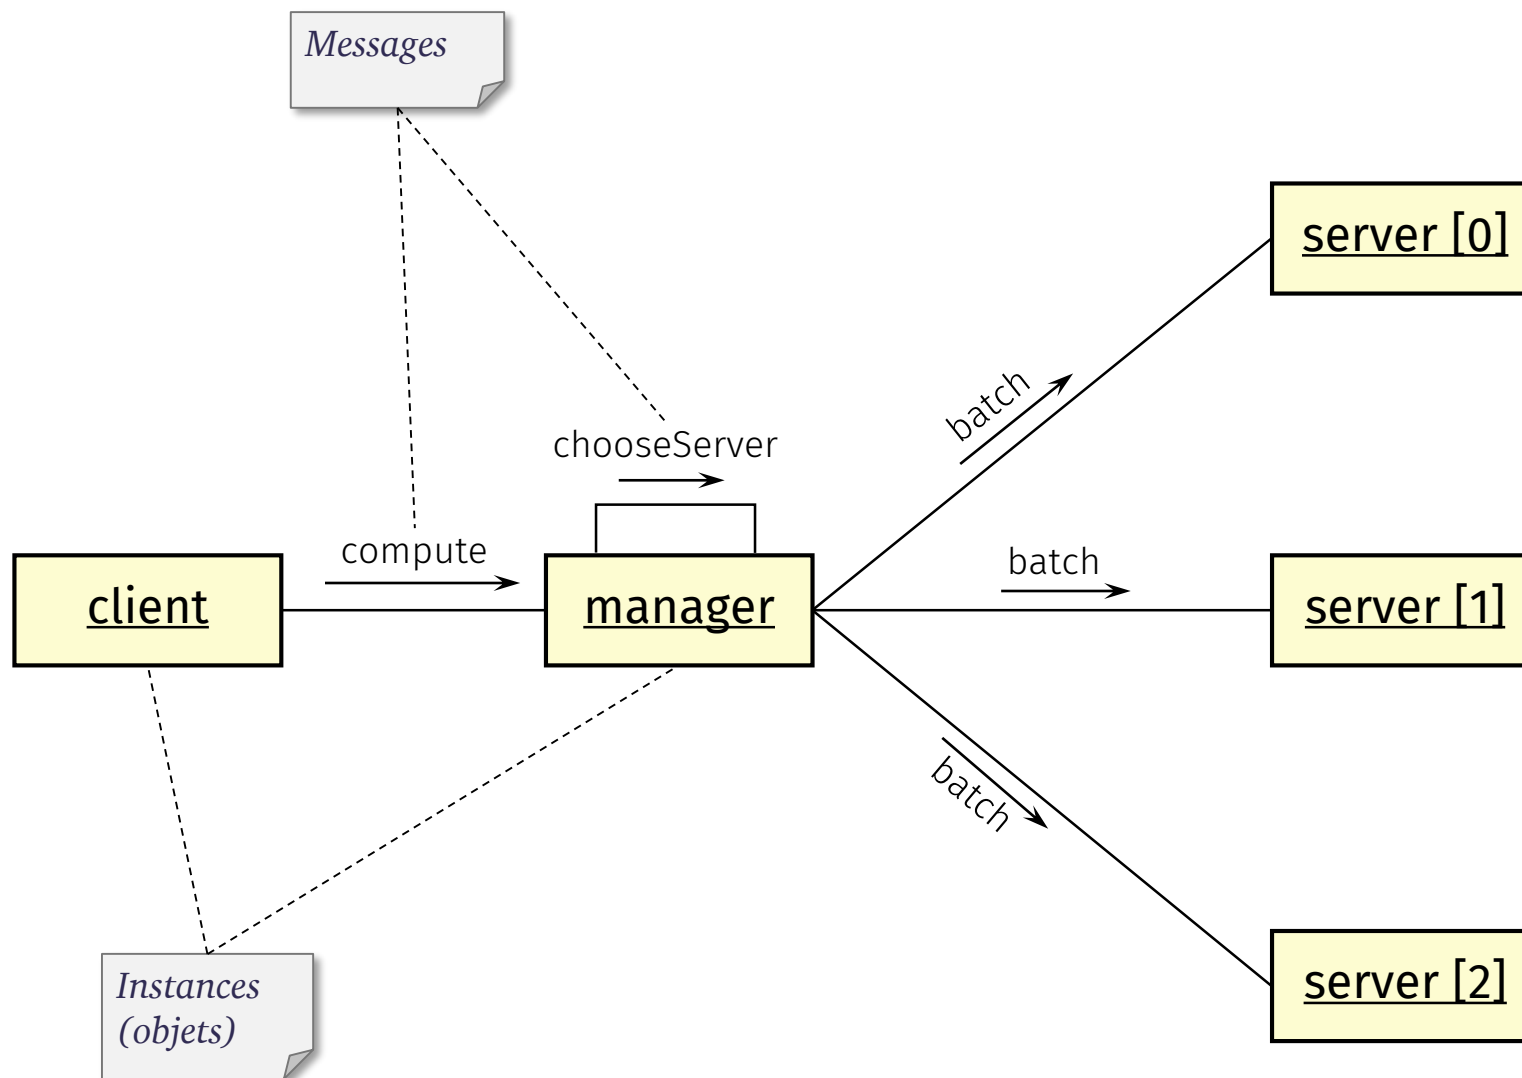 Messages
server [0]
batch
chooseServer
compute
batch
client
manager
server [1]
batch
server [2]
Instances
(objets)